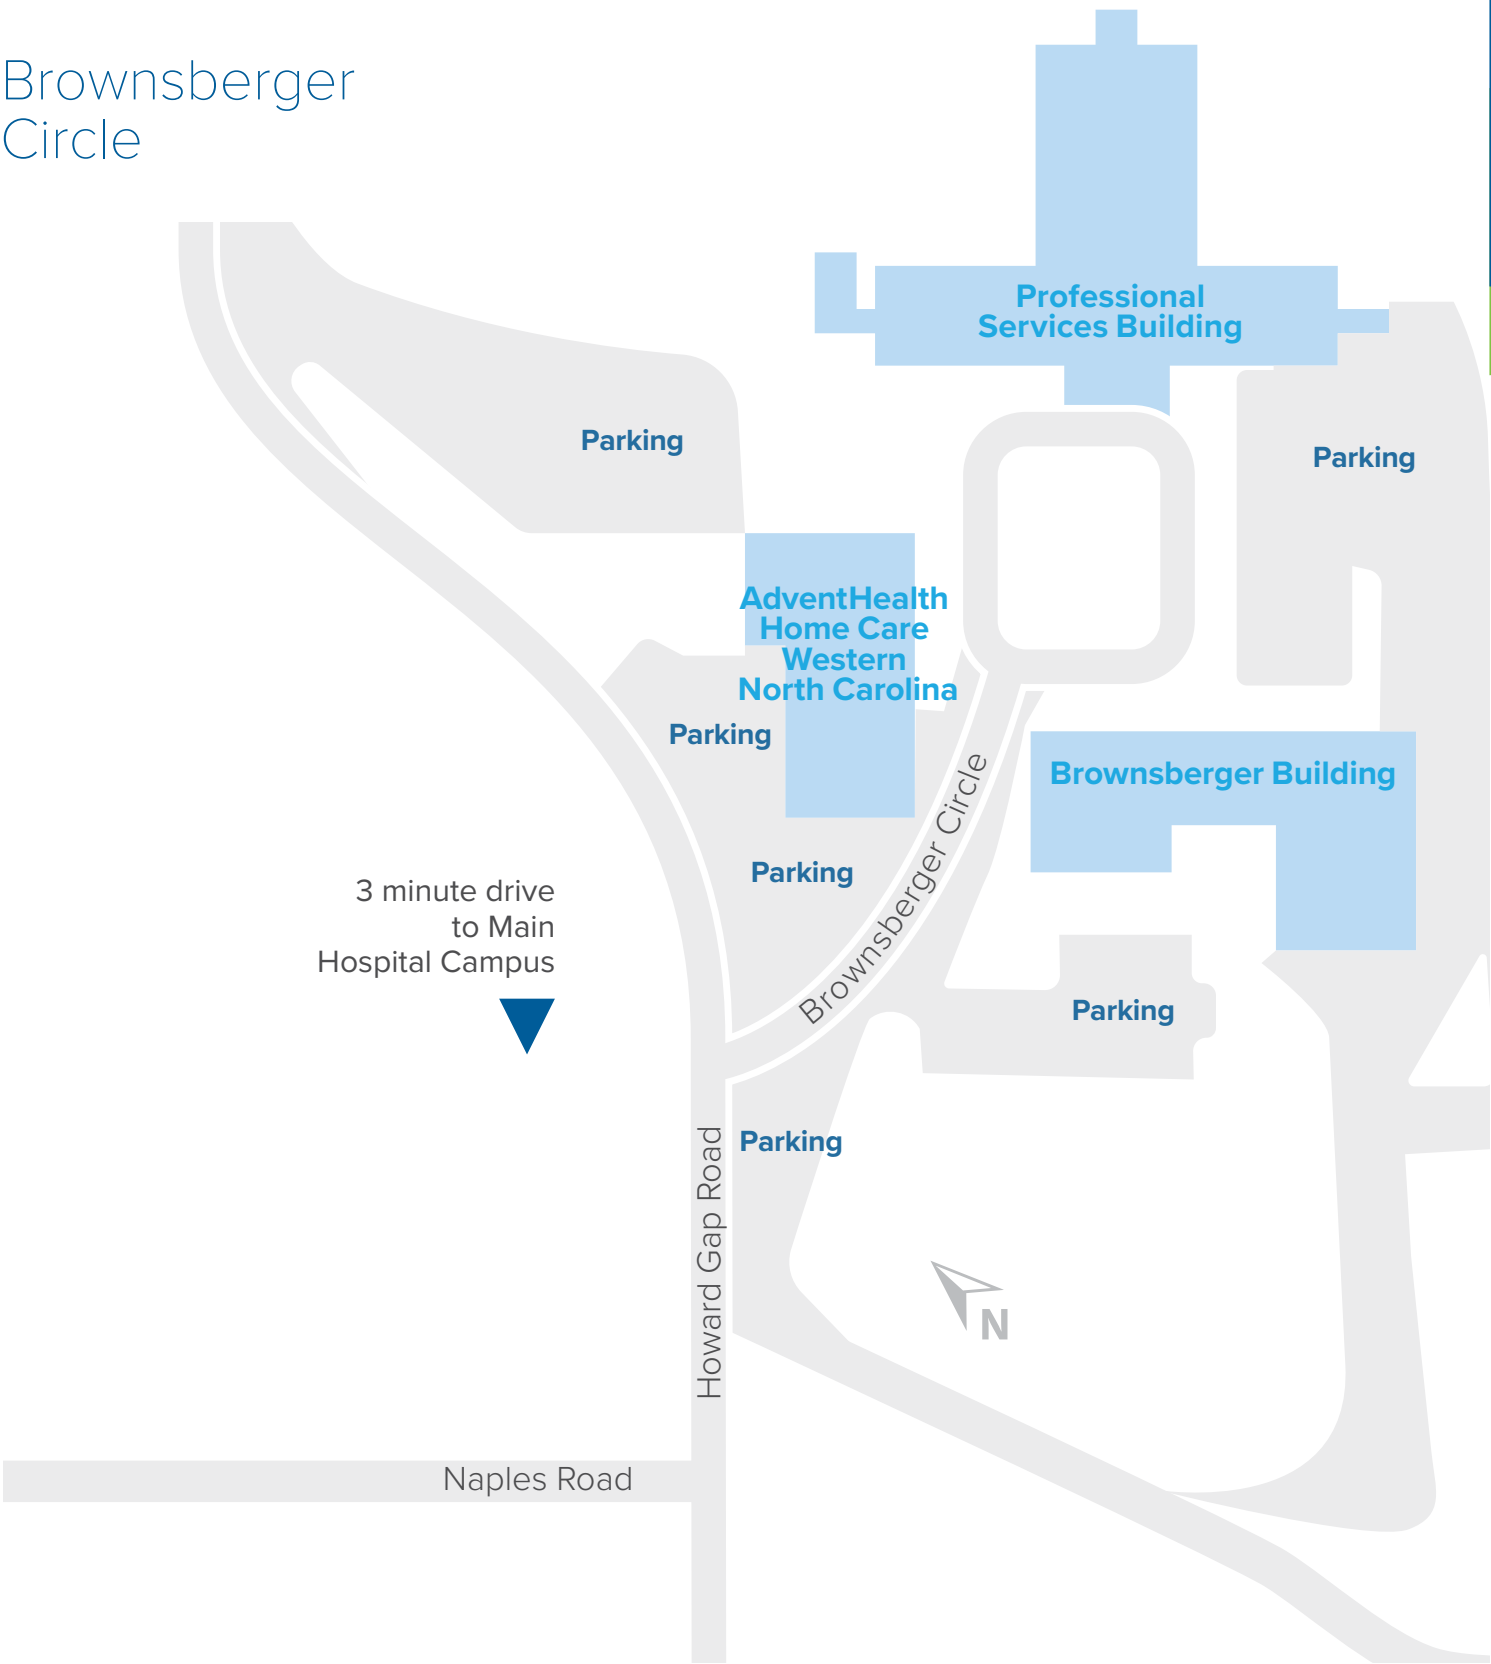 Brownsberger
Circle
Professional
Services Building
Parking
Parking
AdventHealth
Home Care
Western
North Carolina
Parking
Brownsberger Circle
Brownsberger Building
Parking
3 minute drive
to Main
Hospital Campus
Parking
Parking
Howard Gap Road
N
Naples Road